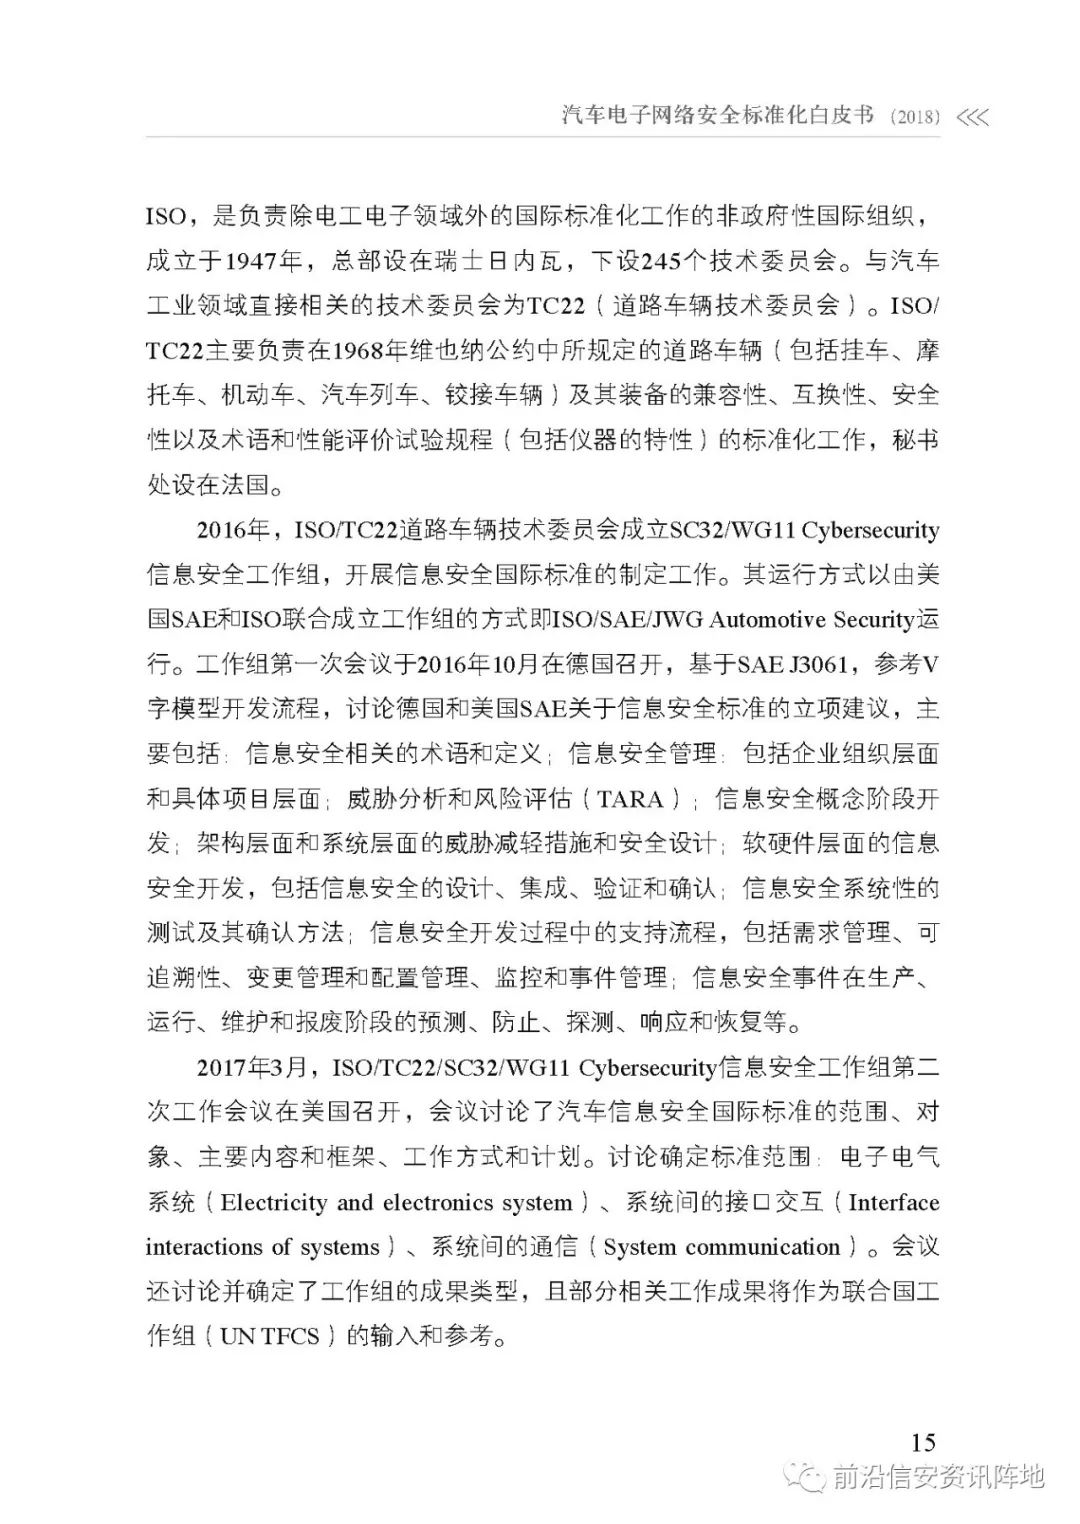 汽车电子网络安全标准化白皮书 (2018)
ISO，是负责除电工电子领域外的国际标准化工作的非政府性国际组织，
成立于1947年，总部设在瑞士日内瓦，下设245个技术委员会。与汽车
工业领域直接相关的技术委员会为TC22（道路车辆技术委员会）。ISO/
TC22主要负责在1968年维也纳公约中所规定的道路车辆（包括挂车、摩
托车、机动车、汽车列车、铰接车辆）及其装备的兼容性、互换性、安全
性以及术语和性能评价试验规程（包括仪器的特性）的标准化工作，秘书
处设在法国。
2016年，ISO/TC22道路车辆技术委员会成立SC32/WG11 Cybersecurity
信息安全工作组，开展信息安全国际标准的制定工作。其运行方式以由美
国SAE和ISO联合成立工作组的方式即ISO/SAE/JWG Automotive Security运
行。工作组第一次会议于2016年10月在德国召开，基于SAE J3061，参考V
字模型开发流程，讨论德国和美国SAE关于信息安全标准的立项建议，主
要包括：信息安全相关的术语和定义；信息安全管理：包括企业组织层面
和具体项目层面；威胁分析和风险评估（TARA）；信息安全概念阶段开
发；架构层面和系统层面的威胁减轻措施和安全设计；软硬件层面的信息
安全开发，包括信息安全的设计、集成、验证和确认；信息安全系统性的
测试及其确认方法；信息安全开发过程中的支持流程，包括需求管理、可
追溯性、变更管理和配置管理、监控和事件管理；信息安全事件在生产、
运行、维护和报废阶段的预测、防止、探测、响应和恢复等。
2017年3月，ISO/TC22/SC32/WG11 Cybersecurity信息安全工作组第二
次工作会议在美国召开，会议讨论了汽车信息安全国际标准的范围、对
象、主要内容和框架、工作方式和计划。讨论确定标准范围：电子电气
系统（Electricity and electronics system）、系统间的接口交互（Interface
interactions of systems）、系统间的通信（System communication）。会议
还讨论并确定了工作组的成果类型，且部分相关工作成果将作为联合国工
作组（UN TFCS）的输入和参考。
15
前沿信安资讯阵地